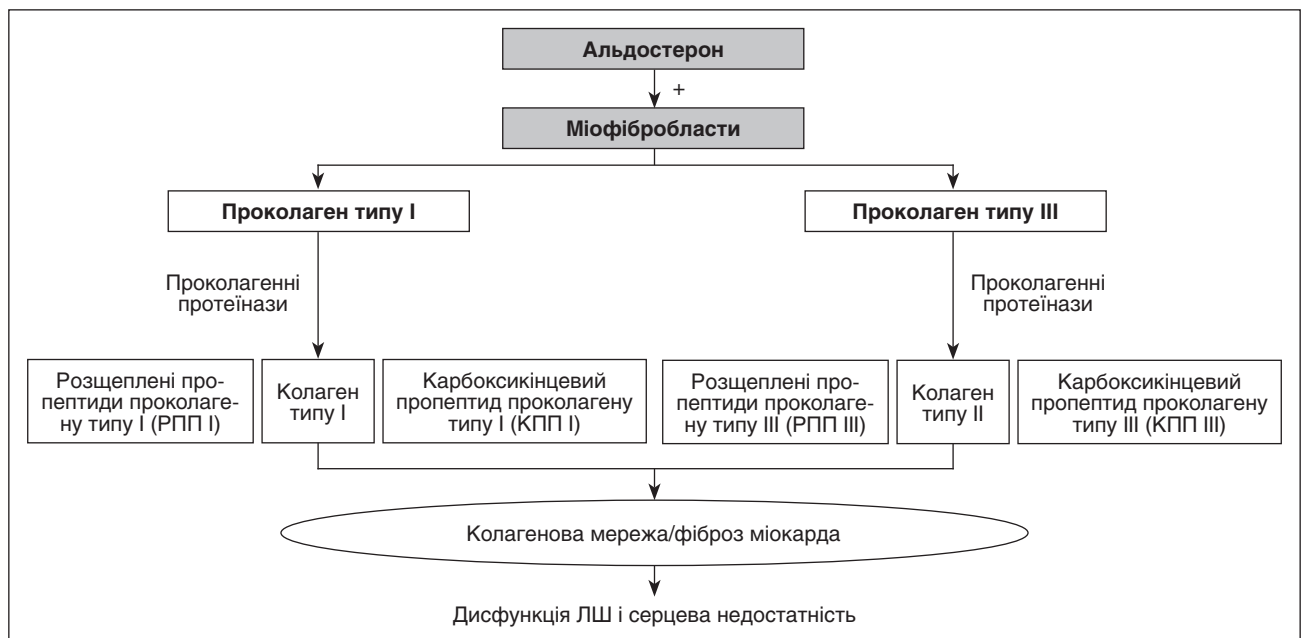 Альдостерон
+
Міофібробласти
Проколаген типу I
Проколаген типу III
Проколагенні
протеїнази
Проколагенні
протеїнази
Розщеплені про-
пептиди проколаге-
ну типу I (РПП I)
Колаген
типу I
Карбоксикінцевий
пропептид проколагену
типу I (КПП I)
Розщеплені про-
пептиди проколаге-
ну типу III (РПП III)
Колаген
типу II
Карбоксикінцевий
пропептид проколагену
типу III (КПП III)
Колагенова мережа/фіброз міокарда
Дисфункція ЛШ і серцева недостатність